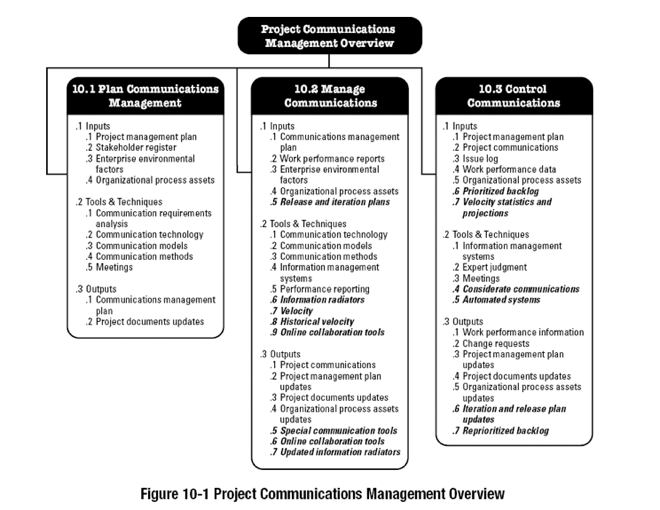 Project Communications
Management Overview
10.1 Plan Communications
Management
.1 Inputs
.1 Project management plan
.2 Stakeholder register
.3 Enterprise environmental
factors
.4 Organizational process assets
.2 Tools & Techniques
.1 Communication requirements
analysis
.2 Communication technology
.3 Communication models
.4 Communication methods
.5 Meetings
.3 Outputs
.1 Communications management
plan
.2 Project documents updates
10.2 Manage
Communications
.1 Inputs
.1 Communications management
plan
.2 Work performance reports
.3 Enterprise environmental
factors
.4 Organizational process assets
.5 Release and iteration plans
.2 Tools & Techniques
.1 Communication technology
.2 Communication models
.3 Communication methods
.4 Information management
systems
.5 Performance reporting
.6 Information radiators
.7 Velocity
.8 Historical velocity
.9 Online collaboration tools
.3 Outputs
.1 Project communications
.2 Project management plan
updates
.3 Project documents updates
.4 Organizational process assets
updates
.5 Special communication tools
.6 Online collaboration tools
.7 Updated information radiators
10.3 Control
Communications
.1 Inputs
.1 Project management plan
.2 Project communications
.3 Issue log
.4 Work performance data
.5 Organizational process assets
.6 Prioritized backlog
.7 Velocity statistics and
projections
.2 Tools & Techniques
.1 Information management
systems
.2 Expert judgment
.3 Meetings
.4 Considerate communications
.5 Automated systems
.3 Outputs
.1 Work performance information
.2 Change requests
.3 Project management plan
updates
.4 Project documents updates
.5 Organizational process assets
updates
.6 Iteration and release plan
updates
.7 Reprioritized backlog
Figure 10-1 Project Communications Management Overview